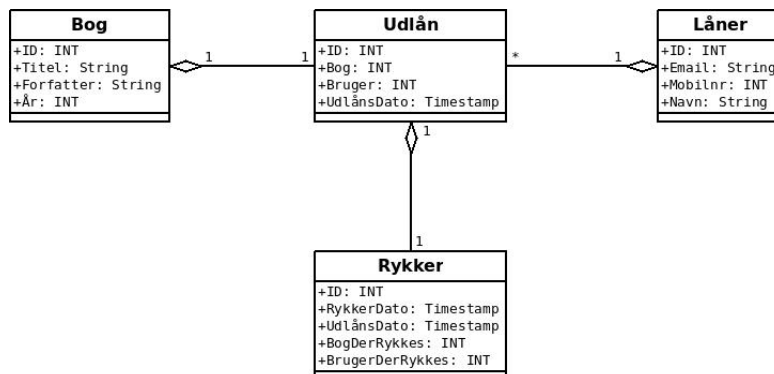 Bog
+ID: INT
+Titel: String
+Forfatter: String
+År: INT
1
1
Udlån
+ID: INT
+Bog: INT
+Bruger: INT
+UdlånsDato: Timestamp
*
1
Låner
+ID: INT
+Email: String
+Mobilnr: INT
+Navn: String
1
1
Rykker
+ID: INT
+RykkerDato: Timestamp
+UdlånsDato: Timestamp
+BogDerRykkes: INT
+BrugerDerRykkes: INT